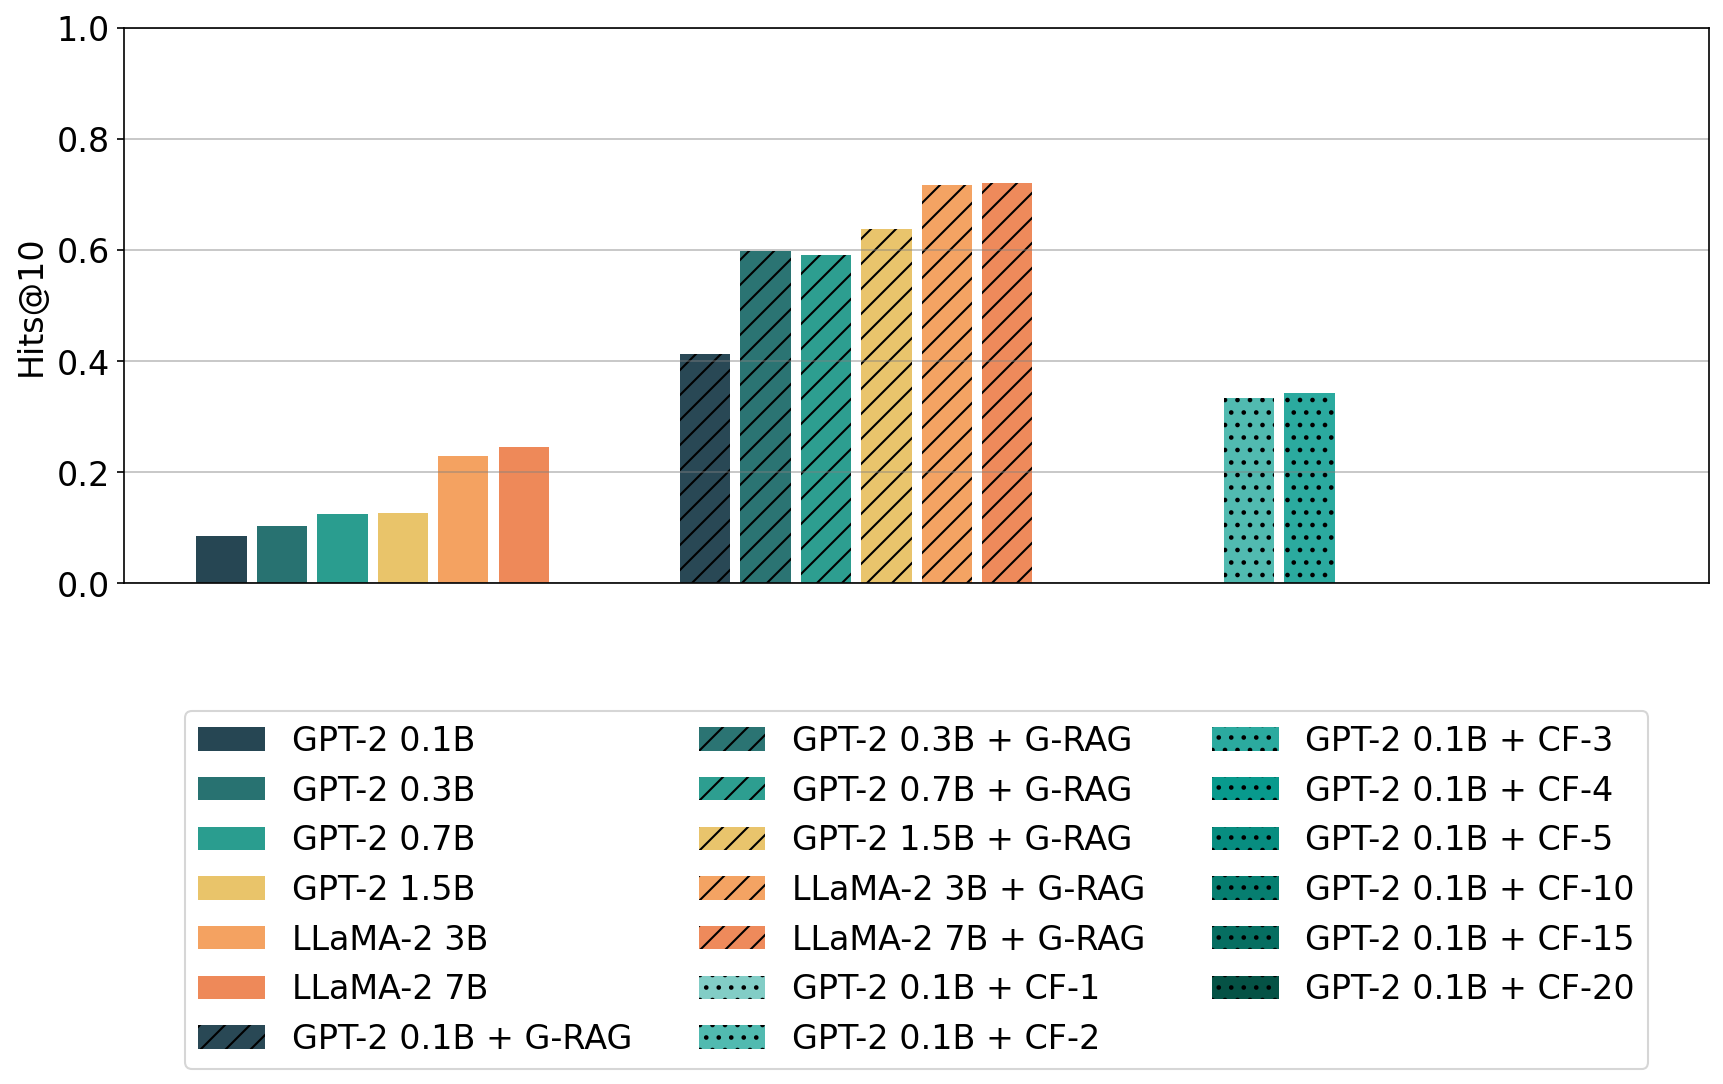 1.0
0.8
0.6
0.4
0.2
0.0
Hits@10
GPT-2 0.1B
GPT-2 0.3B
GPT-2 0.7B
GPT-2 1.5B
LLaMA-2 3B
LLaMA-2 7B
GPT-2 0.1B + G-RAG
GPT-2 0.3B + G-RAG
GPT-2 0.7B + G-RAG
GPT-2 1.5B + G-RAG
LLaMA-2 3B + G-RAG
LLaMA-2 7B + G-RAG
GPT-2 0.1B + CF-1
GPT-2 0.1B + CF-2
GPT-2 0.1B + CF-3
GPT-2 0.1B + CF-4
GPT-2 0.1B + CF-5
GPT-2 0.1B + CF-10
GPT-2 0.1B + CF-15
GPT-2 0.1B + CF-20